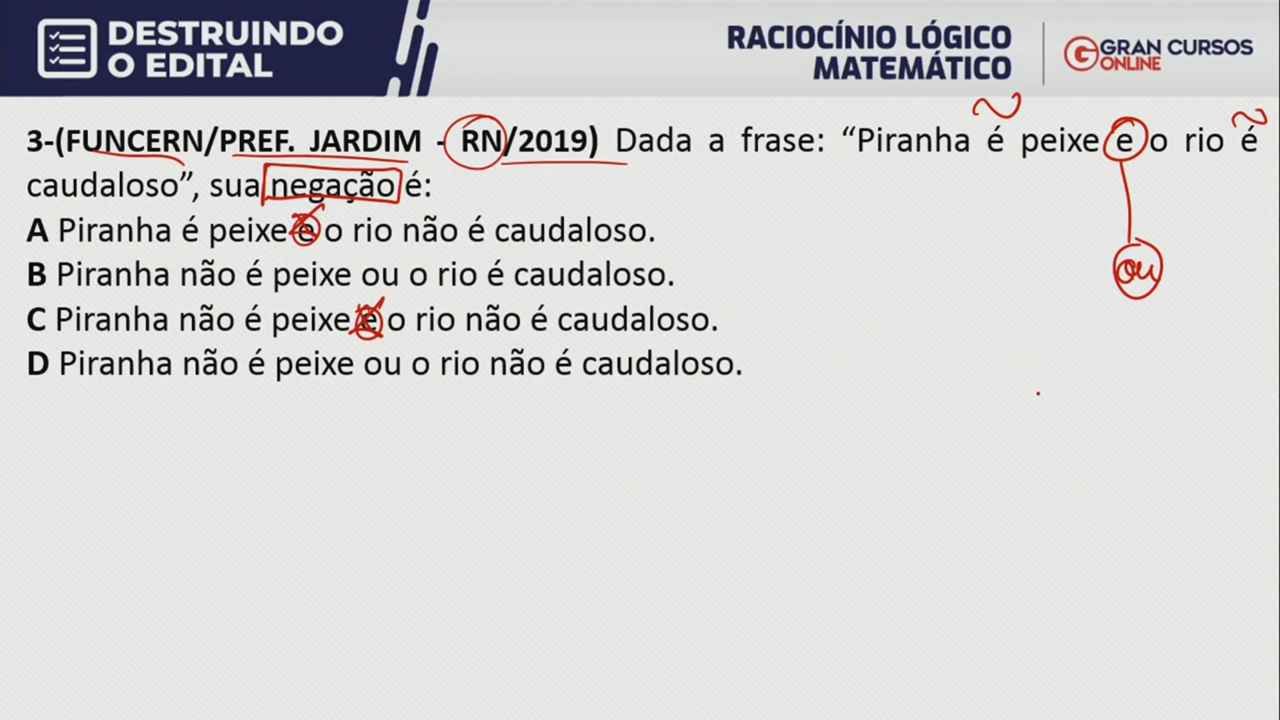 DESTRUINDO
O EDITAL
RACIOCÍNIO LÓGICO
MATEMÁTICO
GRAN CURSOS
ONLINE
3-(FUNCERN/PREF. JARDIM - RN/2019) Dada a frase: “Piranha é peixe e o rio é
caudaloso”, sua negação é:
A Piranha é peixe e o rio não é caudaloso.
B Piranha não é peixe ou o rio é caudaloso.
C Piranha não é peixe e o rio não é caudaloso.
D Piranha não é peixe ou o rio não é caudaloso.
~
~
ou